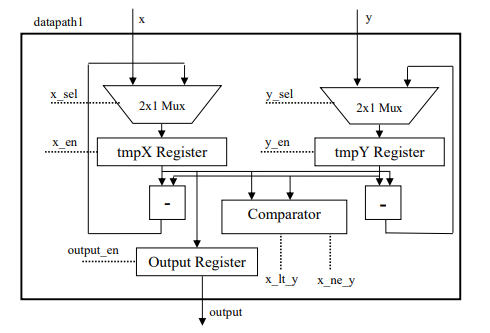 datapath1
x
y
x_sel
2x1 Mux
y_sel
2x1 Mux
x_en
tmpX Register
y_en
tmpY Register
-
-
Comparator
output_en
Output Register
x_lt_y
x_ne_y
output